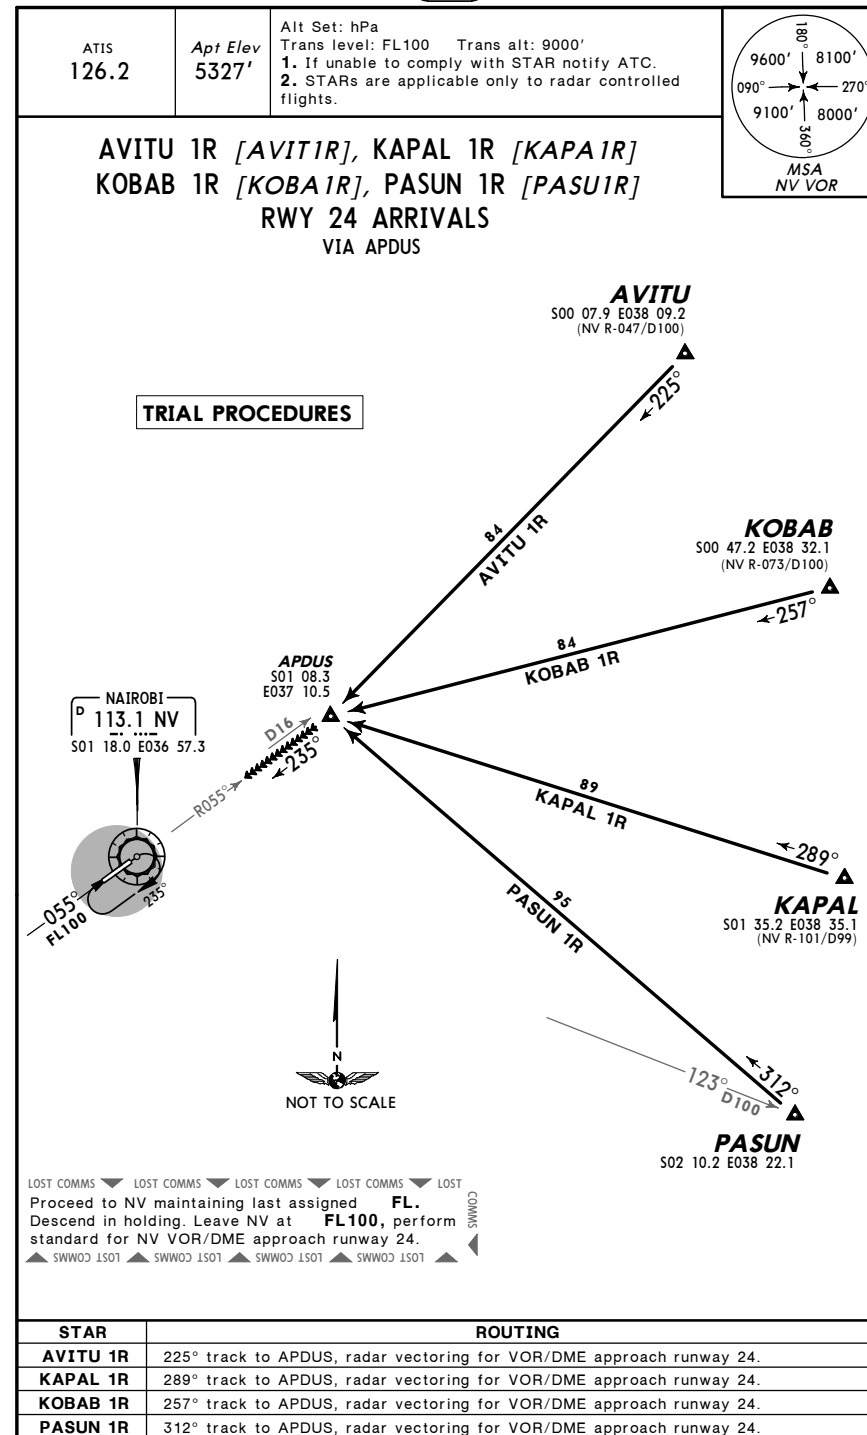 ATIS
126.2
Apt Elev
5327'
Alt Set: hPa
Trans level: FL100 Trans alt: 9000'
1. If unable to comply with STAR notify ATC.
2. STARs are applicable only to radar controlled
flights.
180°
9600' 8100'
090° 270°
9100' 8000'
360°
MSA
NV VOR
AVITU 1R [AVIT1R], KAPAL 1R [KAPA1R]
KOBAB 1R [KOBA1R], PASUN 1R [PASU1R]
RWY 24 ARRIVALS
VIA APDUS
AVITU
S00 07.9 E038 09.2
(NV R-047/D100)
225°
TRIAL PROCEDURES
84
AVITU 1R
KOBAB
S00 47.2 E038 32.1
(NV R-073/D100)
257°
84
KOBAB 1R
APDUS
S01 08.3
E037 10.5
NAIROBI
D 113.1 NV
S01 18.0 E036 57.3
D16
235°
R055°
89
KAPAL 1R
289°
KAPAL
S01 35.2 E038 35.1
(NV R-101/D99)
055°
FL100
235°
95
PASUN 1R
N
NOT TO SCALE
123°
D100
312°
PASUN
S02 10.2 E038 22.1
LOST COMMS LOST COMMS LOST COMMS LOST COMMS LOST
COMMS
Proceed to NV maintaining last assigned FL.
Descend in holding. Leave NV at FL100, perform
standard for NV VOR/DME approach runway 24.
LOST COMMS LOST COMMS LOST COMMS LOST COMMS
STAR ROUTING
AVITU 1R 225° track to APDUS, radar vectoring for VOR/DME approach runway 24.
KAPAL 1R 289° track to APDUS, radar vectoring for VOR/DME approach runway 24.
KOBAB 1R 257° track to APDUS, radar vectoring for VOR/DME approach runway 24.
PASUN 1R 312° track to APDUS, radar vectoring for VOR/DME approach runway 24.